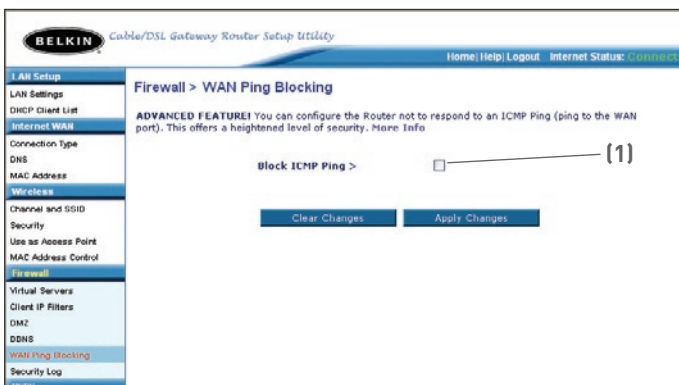 BELKIN Cable/DSL Gateway Router Setup Utility
Home| Help| Logout Internet Status: Connect
LAN Setup
LAN Settings
DHCP Client List
Internet WAN
Connection Type
DNS
MAC Address
Wireless
Channel and SSID
Security
Use as Access Point
MAC Address Control
Firewall
Virtual Servers
Client IP Filters
DMZ
DDNS
WAN Ping Blocking
Security Log
Firewall > WAN Ping Blocking
ADVANCED FEATURE! You can configure the Router not to respond to an ICMP Ping (ping to the WAN
port). This offers a heightened level of security. More Info
Block ICMP Ping >
(1)
Clear Changes Apply Changes